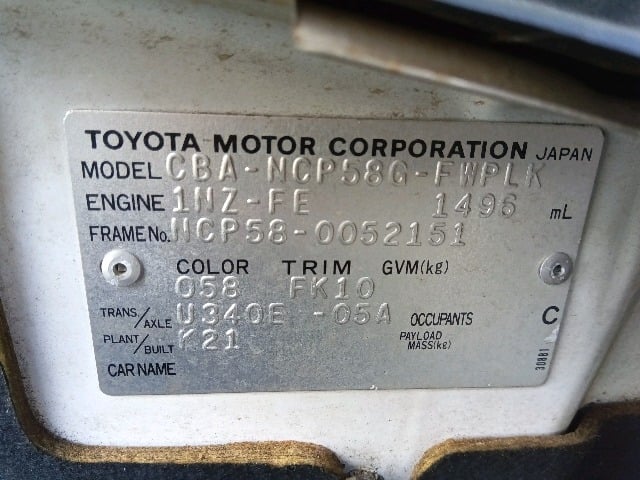 TOYOTA MOTOR CORPORATION JAPAN
MODEL CBA-NCP58G-FWPLK
ENGINE 1NZ-FE 1496 mL
FRAME No. NCP58-0052151
COLOR TRIM GVM(kg)
058 FK10
TRANS/AXLE U340E -05A OCCUPANTS C
PLANT/BUILT K21 PAYLOAD MASS(kg)
CAR NAME
30881